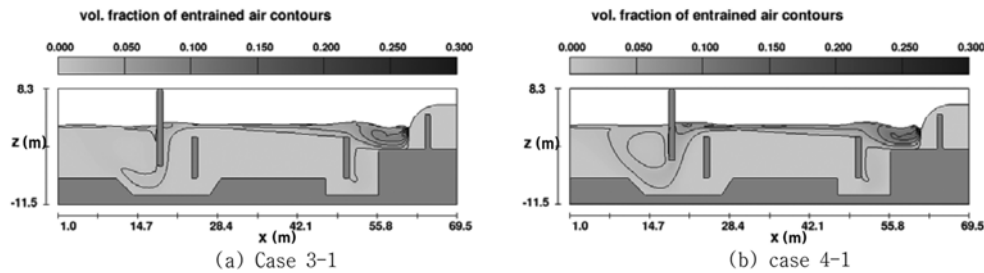 vol. fraction of entrained air contours
0.000 0.050 0.100 0.150 0.200 0.250 0.300
8.3
z (m)
-11.5
1.0 14.7 28.4 42.1 55.8 69.5
x (m)
(a) Case 3-1
vol. fraction of entrained air contours
0.000 0.050 0.100 0.150 0.200 0.250 0.300
8.3
z (m)
-11.5
1.0 14.7 28.4 42.1 55.8 69.5
x (m)
(b) case 4-1